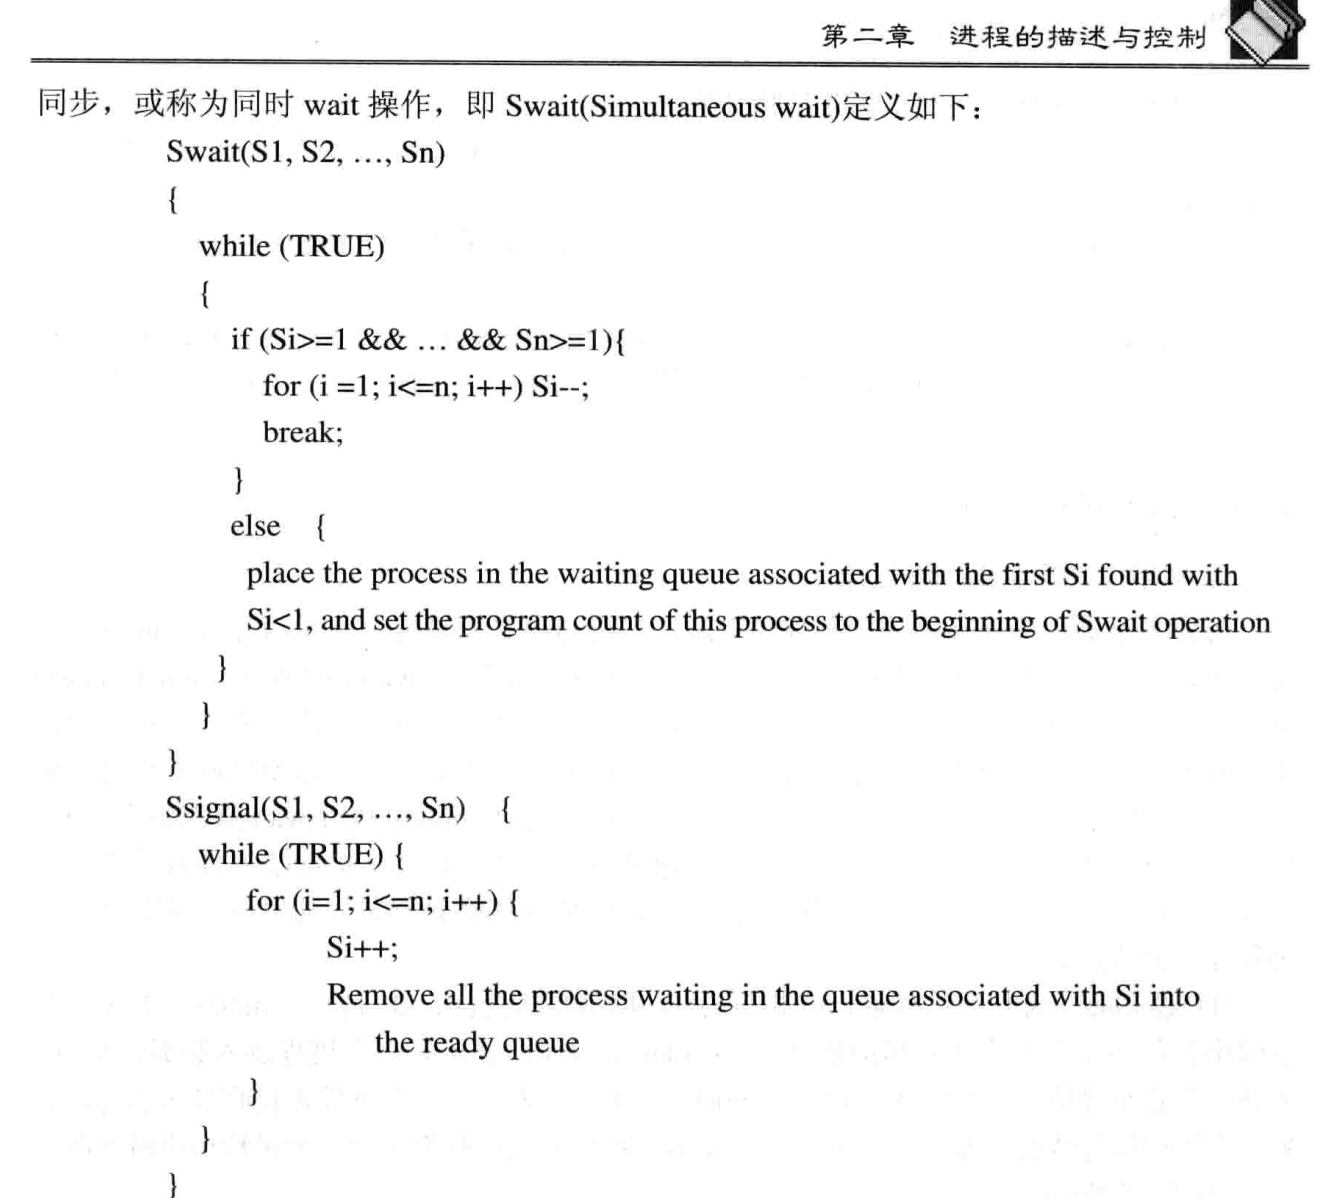 第二章 进程的描述与控制
同步，或称为同时 wait 操作，即 Swait(Simultaneous wait)定义如下：
Swait(S1, S2, …, Sn)
{
while (TRUE)
{
if (Si>=1 && … && Sn>=1){
for (i =1; i<=n; i++) Si--;
break;
}
else {
place the process in the waiting queue associated with the first Si found with
Si<1, and set the program count of this process to the beginning of Swait operation
}
}
}
Ssignal(S1, S2, …, Sn) {
while (TRUE) {
for (i=1; i<=n; i++) {
Si++;
Remove all the process waiting in the queue associated with Si into
the ready queue
}
}
}